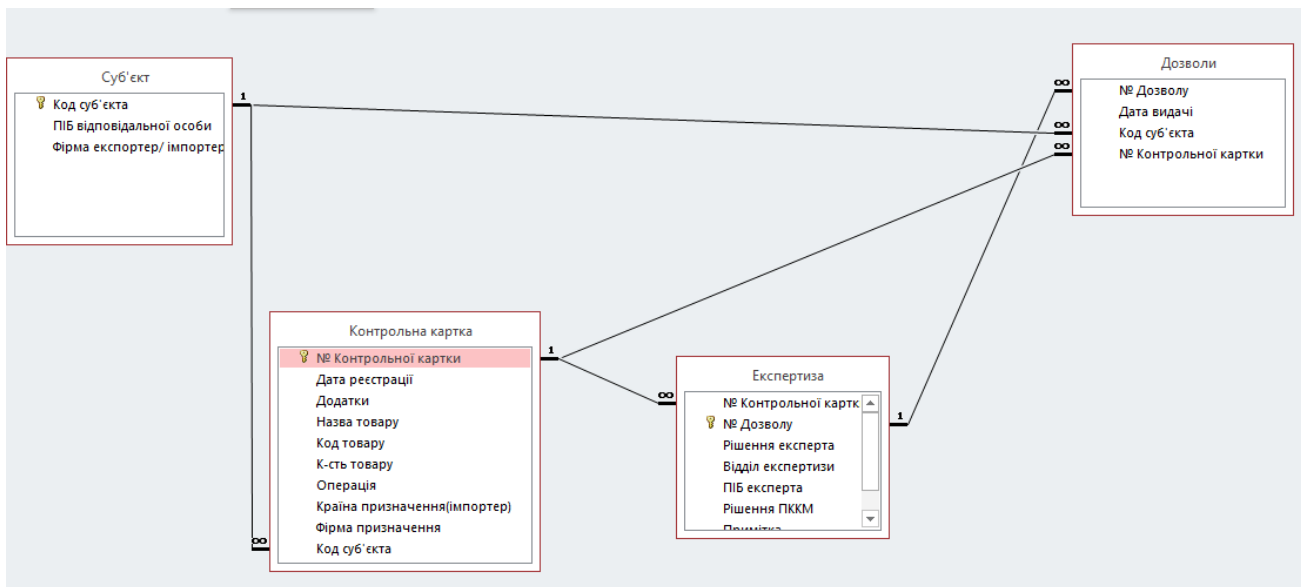 Суб'єкт
Код суб'єкта
ПІБ відповідальної особи
Фірма експортер/ імпортер
1
∞
Дозволи
№ Дозволу
Дата видачі
Код суб'єкта
№ Контрольної картки
∞
∞
∞
Контрольна картка
№ Контрольної картки
Дата реєстрації
Додатки
Назва товару
Код товару
К-сть товару
Операція
Країна призначення(імпортер)
Фірма призначення
Код суб'єкта
1
∞
Експертиза
№ Контрольної картк
№ Дозволу
Рішення експерта
Відділ експертизи
ПІБ експерта
Рішення ПККМ
Примітка
1